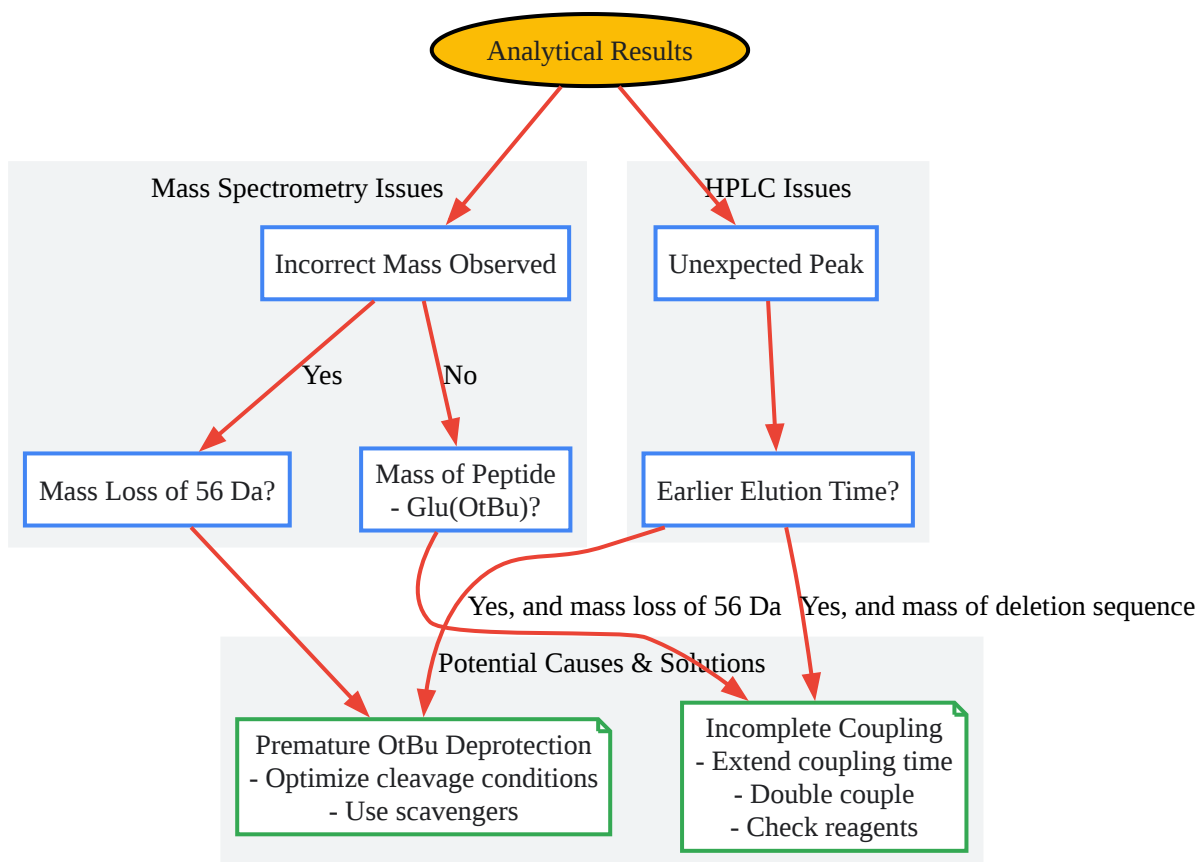 Analytical Results
Mass Spectrometry Issues
HPLC Issues
Incorrect Mass Observed
Unexpected Peak
Yes
No
Mass Loss of 56 Da?
Mass of Peptide
- Glu(OtBu)?
Earlier Elution Time?
Yes, and mass loss of 56 Da
Yes, and mass of deletion sequence
Potential Causes & Solutions
Premature OtBu Deprotection
- Optimize cleavage conditions
- Use scavengers
Incomplete Coupling
- Extend coupling time
- Double couple
- Check reagents